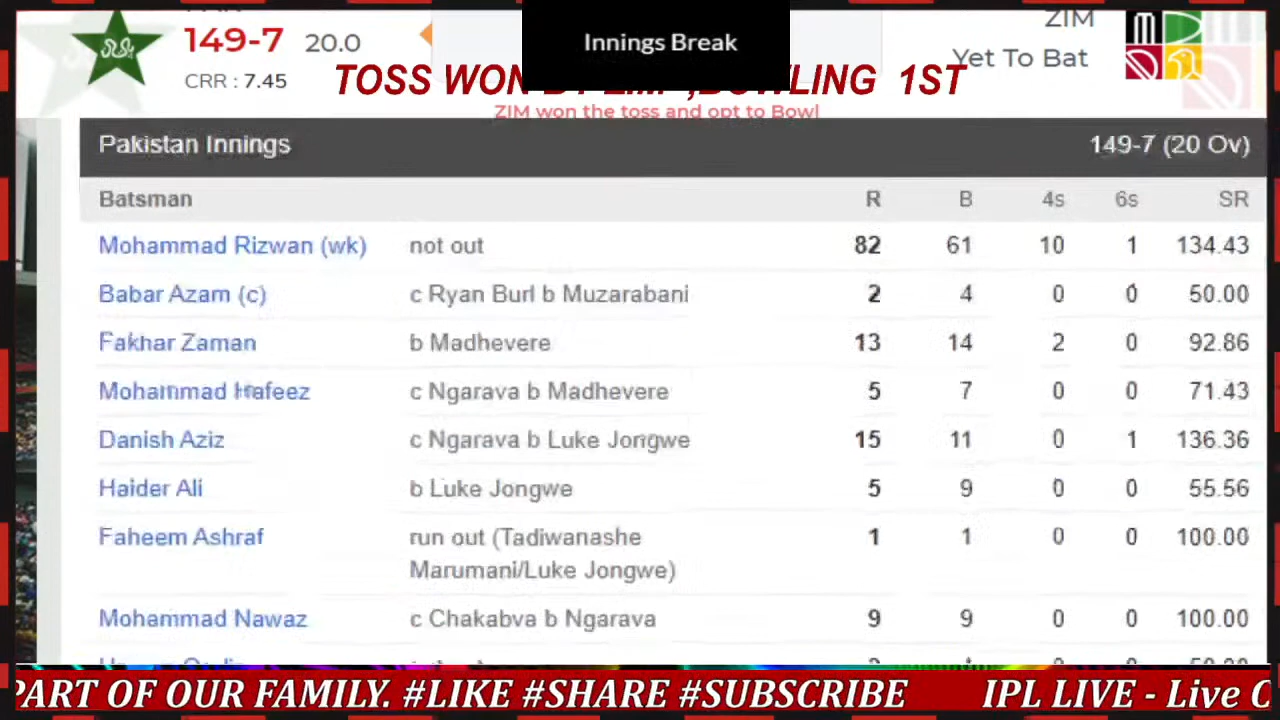 149-7 20.0
CRR : 7.45
Innings Break
ZIM
Yet To Bat
TOSS WON BY ZIM , BOWLING 1ST
ZIM won the toss and opt to Bowl
Pakistan Innings 149-7 (20 Ov)
Batsman R B 4s 6s SR
Mohammad Rizwan (wk) not out 82 61 10 1 134.43
Babar Azam (c) c Ryan Burl b Muzarabani 2 4 0 0 50.00
Fakhar Zaman b Madhevere 13 14 2 0 92.86
Mohammad Hafeez c Ngarava b Madhevere 5 7 0 0 71.43
Danish Aziz c Ngarava b Luke Jongwe 15 11 0 1 136.36
Haider Ali b Luke Jongwe 5 9 0 0 55.56
Faheem Ashraf run out (Tadiwanashe 1 1 0 0 100.00
Marumani/Luke Jongwe)
Mohammad Nawaz c Chakabva b Ngarava 9 9 0 0 100.00
PART OF OUR FAMILY. #LIKE #SHARE #SUBSCRIBE IPL LIVE - Live C